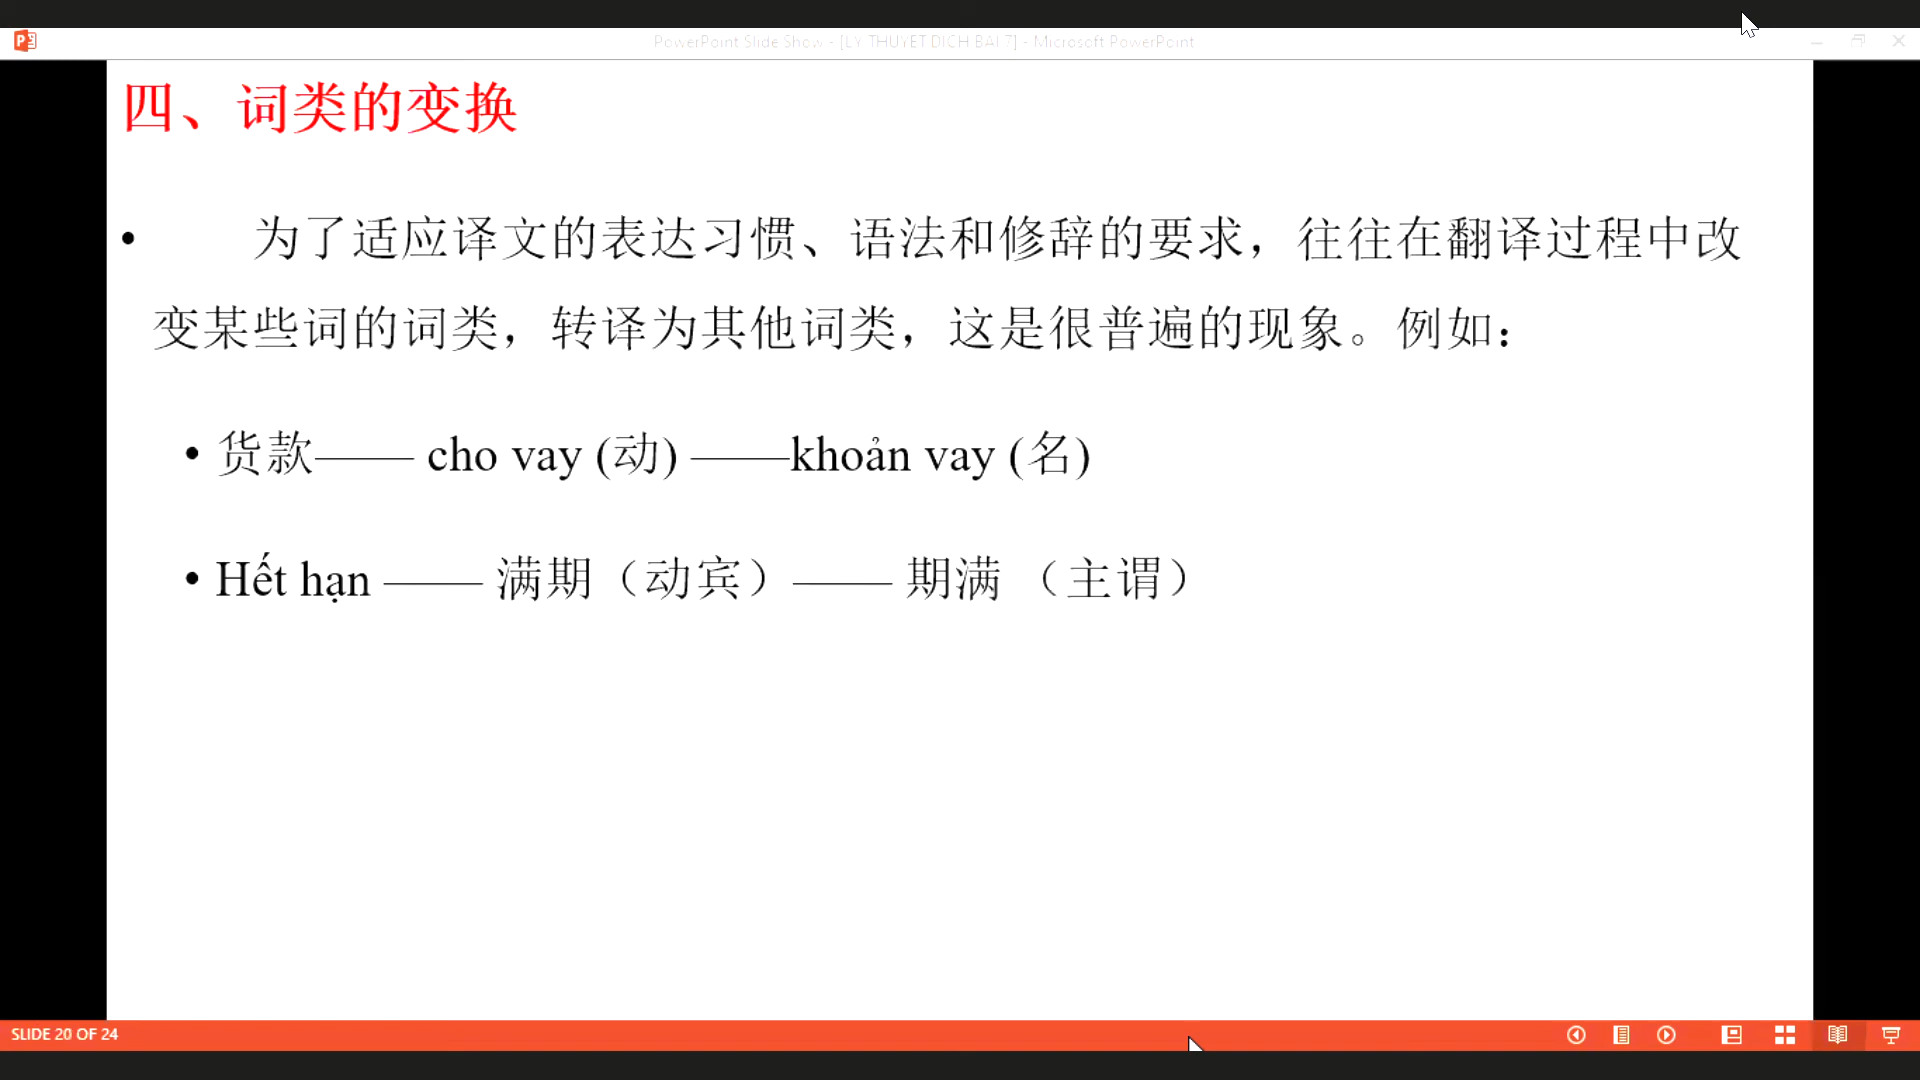 PowerPoint Slide Show - [LY THUYET DICH BAI 7] - Microsoft PowerPoint
四、词类的变换
• 为了适应译文的表达习惯、语法和修辞的要求，往往在翻译过程中改
变某些词的词类，转译为其他词类，这是很普遍的现象。例如：
• 货款—— cho vay (动) ——khoản vay (名)
• Hết hạn —— 满期（动宾）—— 期满 （主谓）
SLIDE 20 OF 24